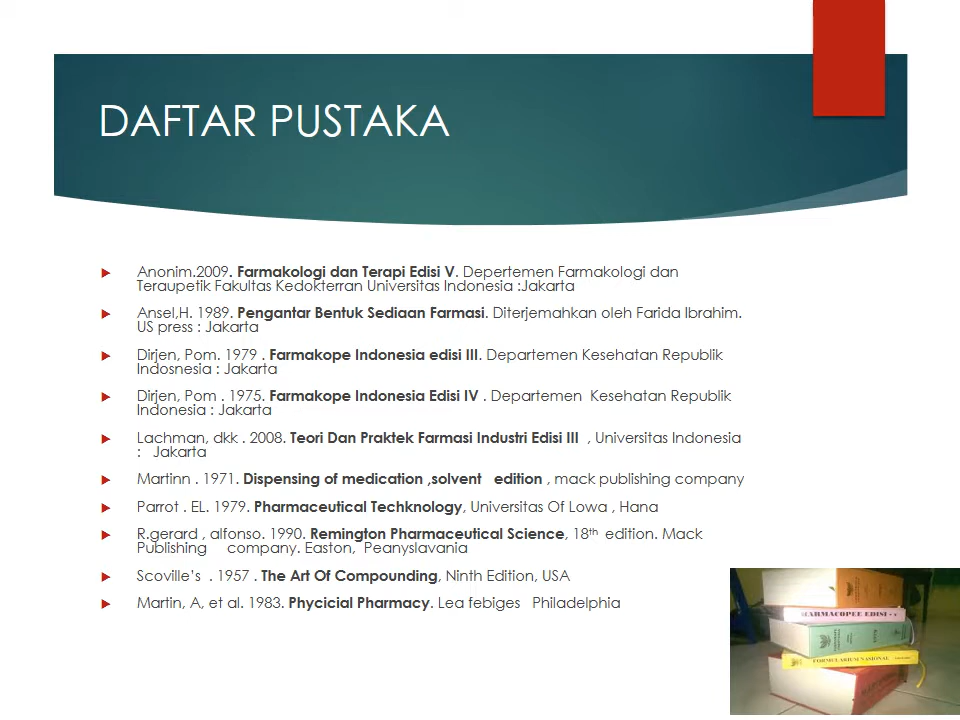 DAFTAR PUSTAKA
Anonim.2009. Farmakologi dan Terapi Edisi V. Depertemen Farmakologi dan
Teraupetik Fakultas Kedokterran Universitas Indonesia :Jakarta
Ansel,H. 1989. Pengantar Bentuk Sediaan Farmasi. Diterjemahkan oleh Farida Ibrahim.
US press : Jakarta
Dirjen, Pom. 1979 . Farmakope Indonesia edisi III. Departemen Kesehatan Republik
Indosnesia : Jakarta
Dirjen, Pom . 1975. Farmakope Indonesia Edisi IV . Departemen Kesehatan Republik
Indonesia : Jakarta
Lachman, dkk . 2008. Teori Dan Praktek Farmasi Industri Edisi III , Universitas Indonesia
: Jakarta
Martinn . 1971. Dispensing of medication ,solvent edition , mack publishing company
Parrot . EL. 1979. Pharmaceutical Techknology, Universitas Of Lowa , Hana
R.gerard , alfonso. 1990. Remington Pharmaceutical Science, 18th edition. Mack
Publishing company. Easton, Peanyslavania
Scoville's . 1957 . The Art Of Compounding, Ninth Edition, USA
Martin, A, et al. 1983. Phycicial Pharmacy. Lea febiges Philadelphia
FORMULARIUM NASIONAL